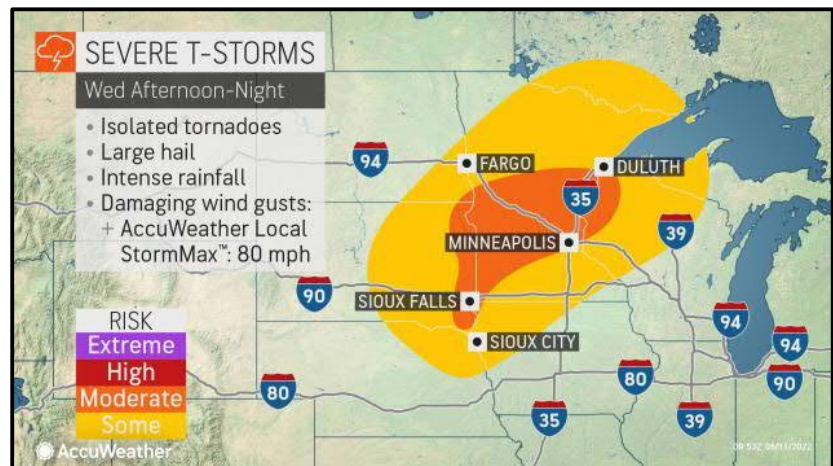 SEVERE T-STORMS
Wed Afternoon-Night
• Isolated tornadoes
• Large hail
• Intense rainfall
• Damaging wind gusts:
+ AccuWeather Local
StormMax™: 80 mph
94
FARGO
DULUTH
35
MINNEAPOLIS
39
90
SIOUX FALLS
SIOUX CITY
94
94
90
80
80
35
39
RISK
Extreme
High
Moderate
Some
AccuWeather